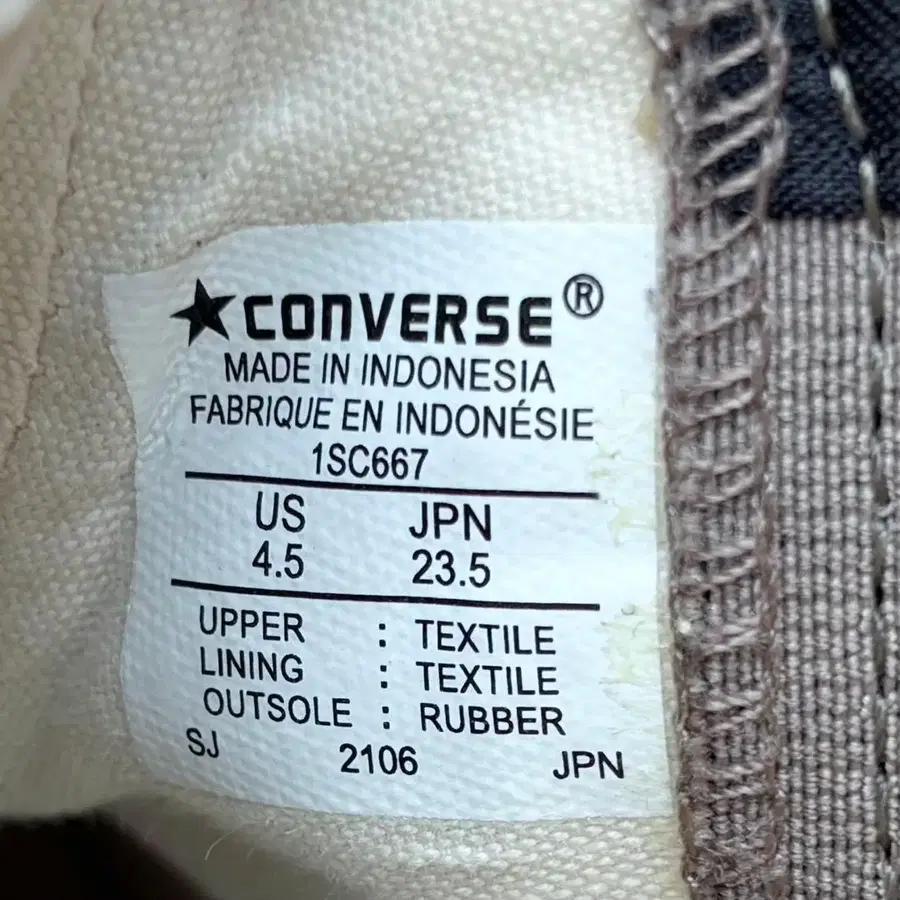 ★CONVERSE®
MADE IN INDONESIA
FABRIQUE EN INDONÉSIE
1SC667
US JPN
4.5 23.5
UPPER : TEXTILE
LINING : TEXTILE
OUTSOLE : RUBBER
SJ 2106 JPN